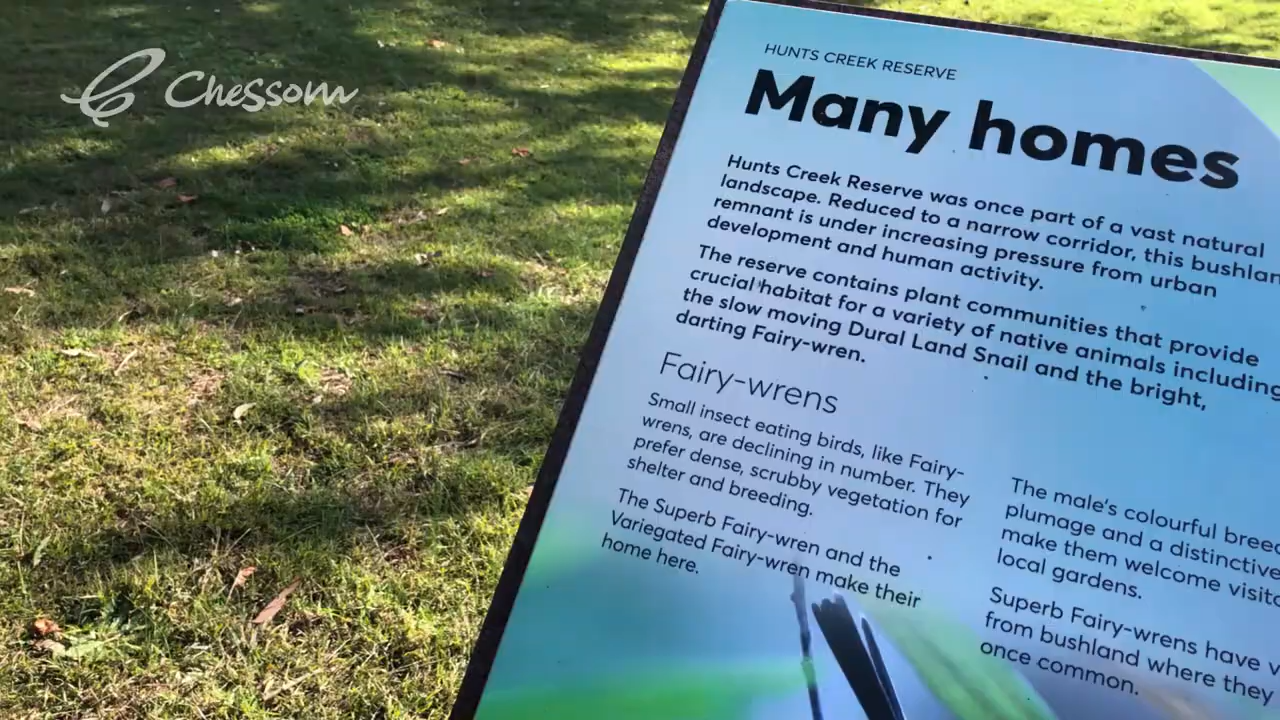 Chessom
HUNTS CREEK RESERVE
Many homes
Hunts Creek Reserve was once part of a vast natural
landscape. Reduced to a narrow corridor, this bushlan
remnant is under increasing pressure from urban
development and human activity.
The reserve contains plant communities that provide
crucial habitat for a variety of native animals including
the slow moving Dural Land Snail and the bright,
darting Fairy-wren.
Fairy-wrens
Small insect eating birds, like Fairy-
wrens, are declining in number. They
prefer dense, scrubby vegetation for
shelter and breeding.
The Superb Fairy-wren and the
Variegated Fairy-wren make their
home here.
The male's colourful breed
plumage and a distinctive
make them welcome visito
local gardens.
Superb Fairy-wrens have v
from bushland where they
once common.